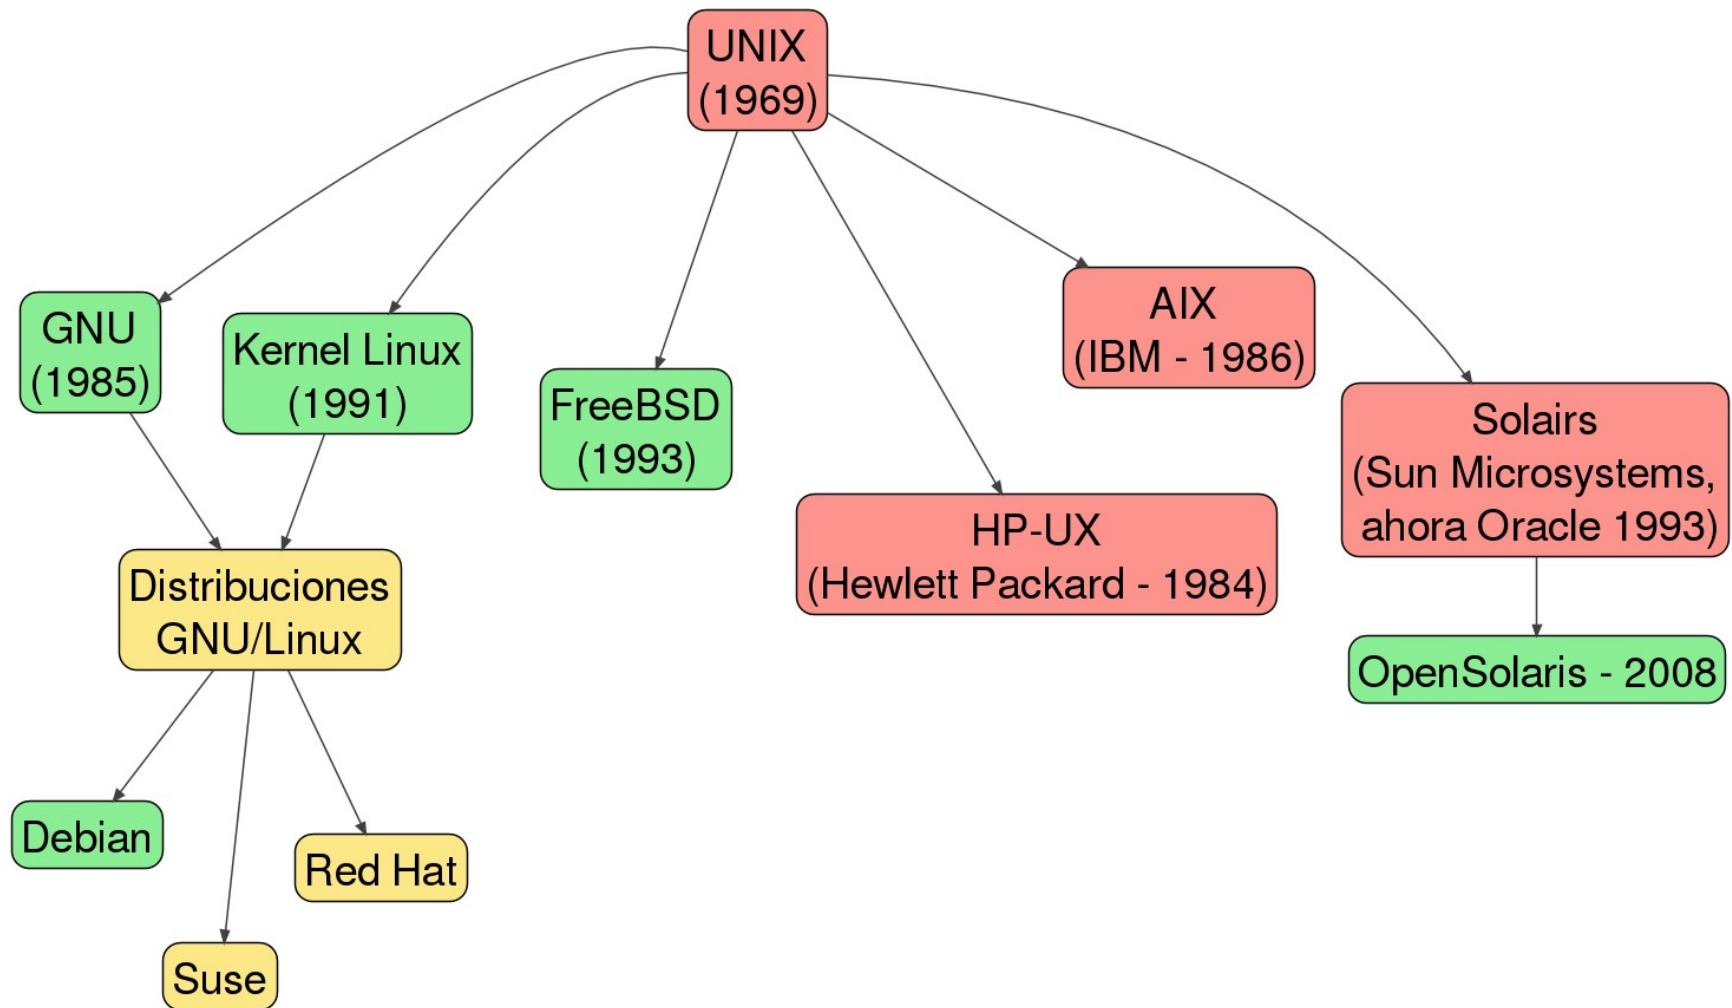 UNIX
(1969)
GNU
(1985)
Kernel Linux
(1991)
FreeBSD
(1993)
AIX
(IBM - 1986)
HP-UX
(Hewlett Packard - 1984)
Solairs
(Sun Microsystems,
ahora Oracle 1993)
Distribuciones
GNU/Linux
OpenSolaris - 2008
Debian
Red Hat
Suse